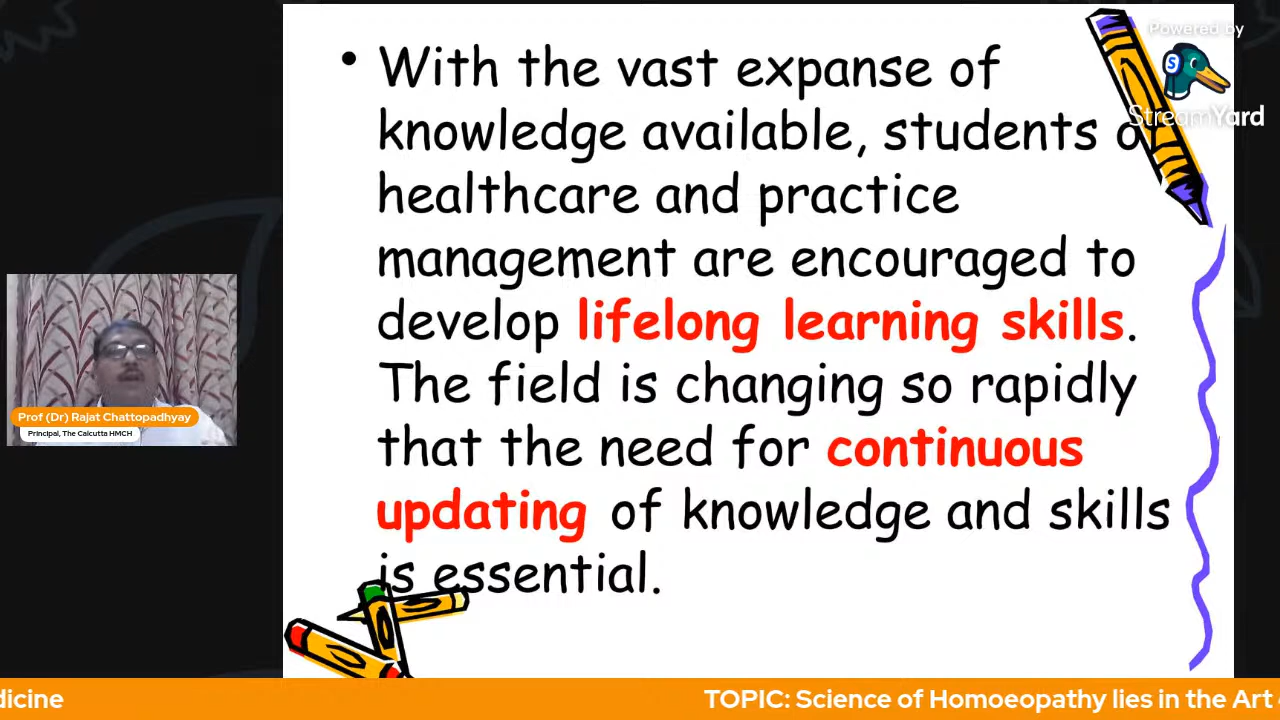 Powered by
StreamYard
• With the vast expanse of
knowledge available, students
healthcare and practice
management are encouraged to
develop lifelong learning skills.
The field is changing so rapidly
that the need for continuous
updating of knowledge and skills
is essential.
Prof (Dr) Rajat Chattopadhyay
Principal, The Calcutta HMCH
dicine
TOPIC: Science of Homoeopathy lies in the Art